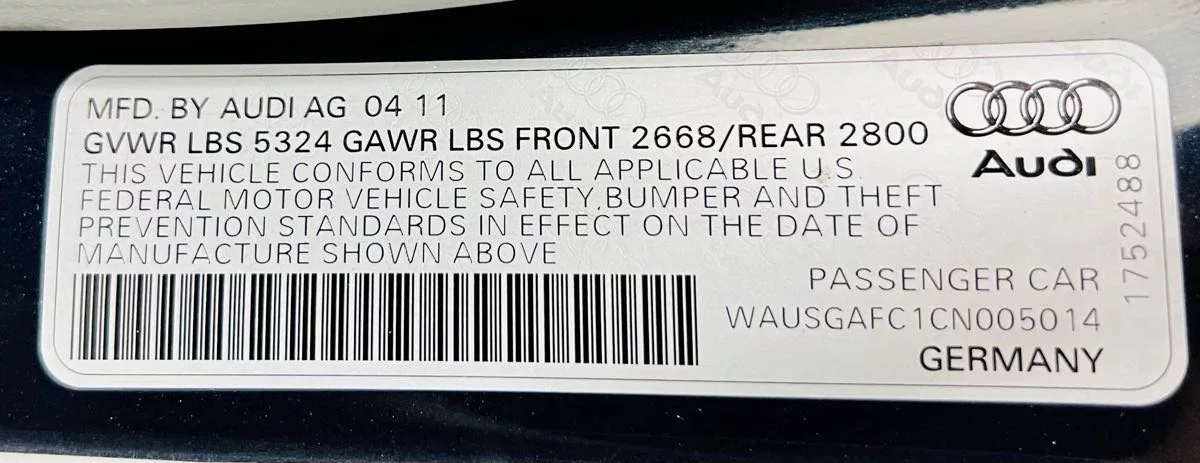 MFD. BY AUDI AG 04 11
GVWR LBS 5324 GAWR LBS FRONT 2668/REAR 2800
THIS VEHICLE CONFORMS TO ALL APPLICABLE U.S.
FEDERAL MOTOR VEHICLE SAFETY, BUMPER AND THEFT
PREVENTION STANDARDS IN EFFECT ON THE DATE OF
MANUFACTURE SHOWN ABOVE
Audi
1752488
PASSENGER CAR
WAUSGAFC1CN005014
GERMANY